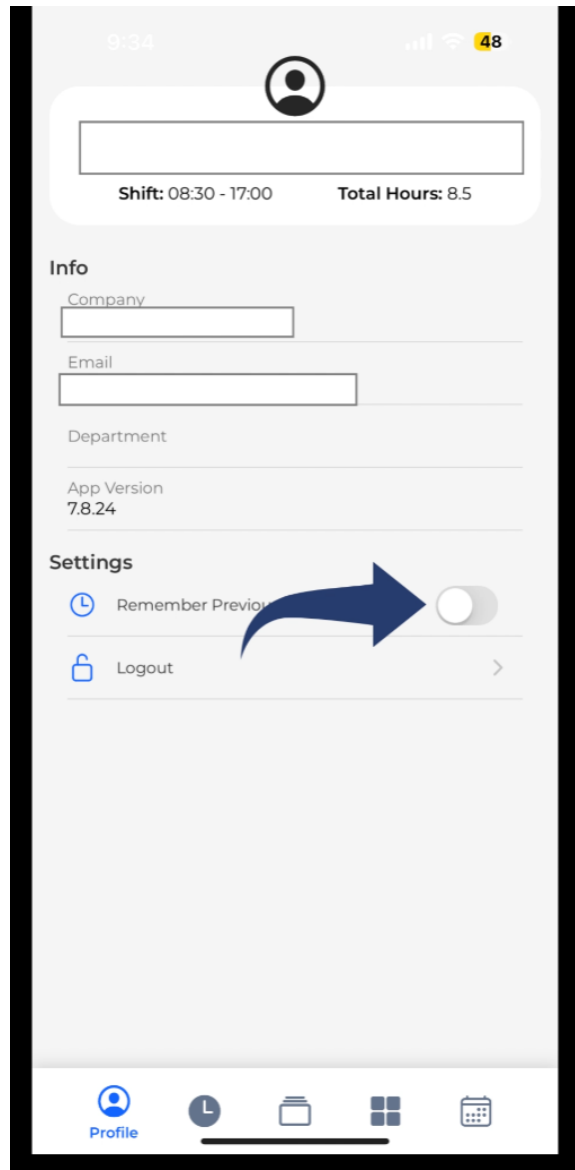 9:34 48
Shift: 08:30 - 17:00 Total Hours: 8.5
Info
Company
Email
Department
App Version
7.8.24
Settings
Remember
Logout
Profile